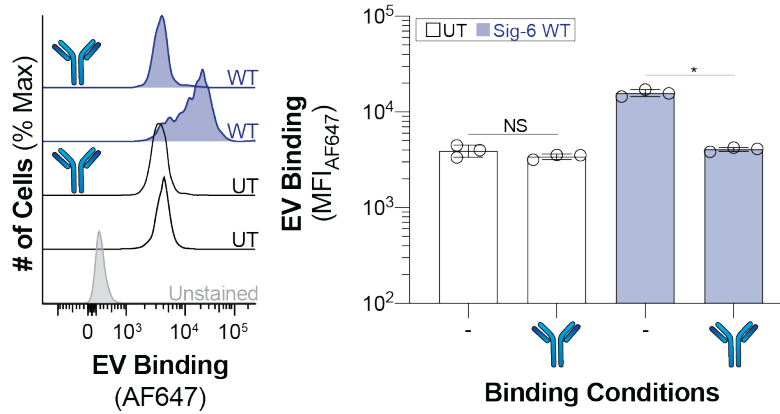 # of Cells (% Max)
WT
WT
UT
UT
Unstained
0 10³ 10⁴ 10⁵
EV Binding
(AF647)
EV Binding
(MFI_AF647)
10⁵
10⁴
10³
10²
UT Sig-6 WT
NS
*
- -
Binding Conditions